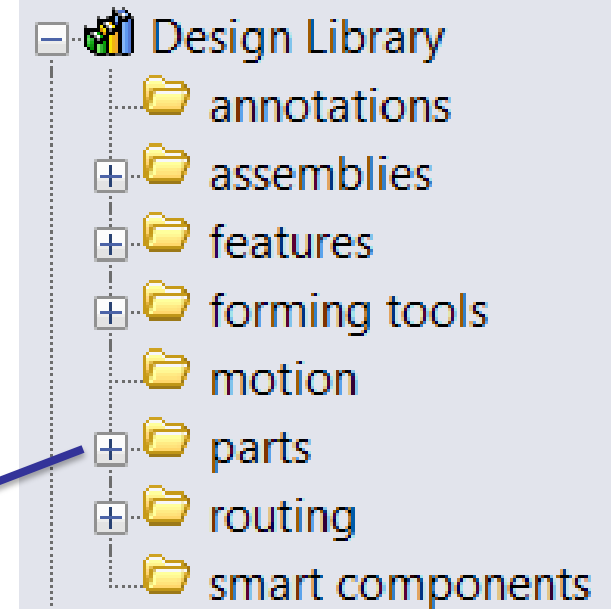 Design Library
annotations
assemblies
features
forming tools
motion
parts
routing
smart components